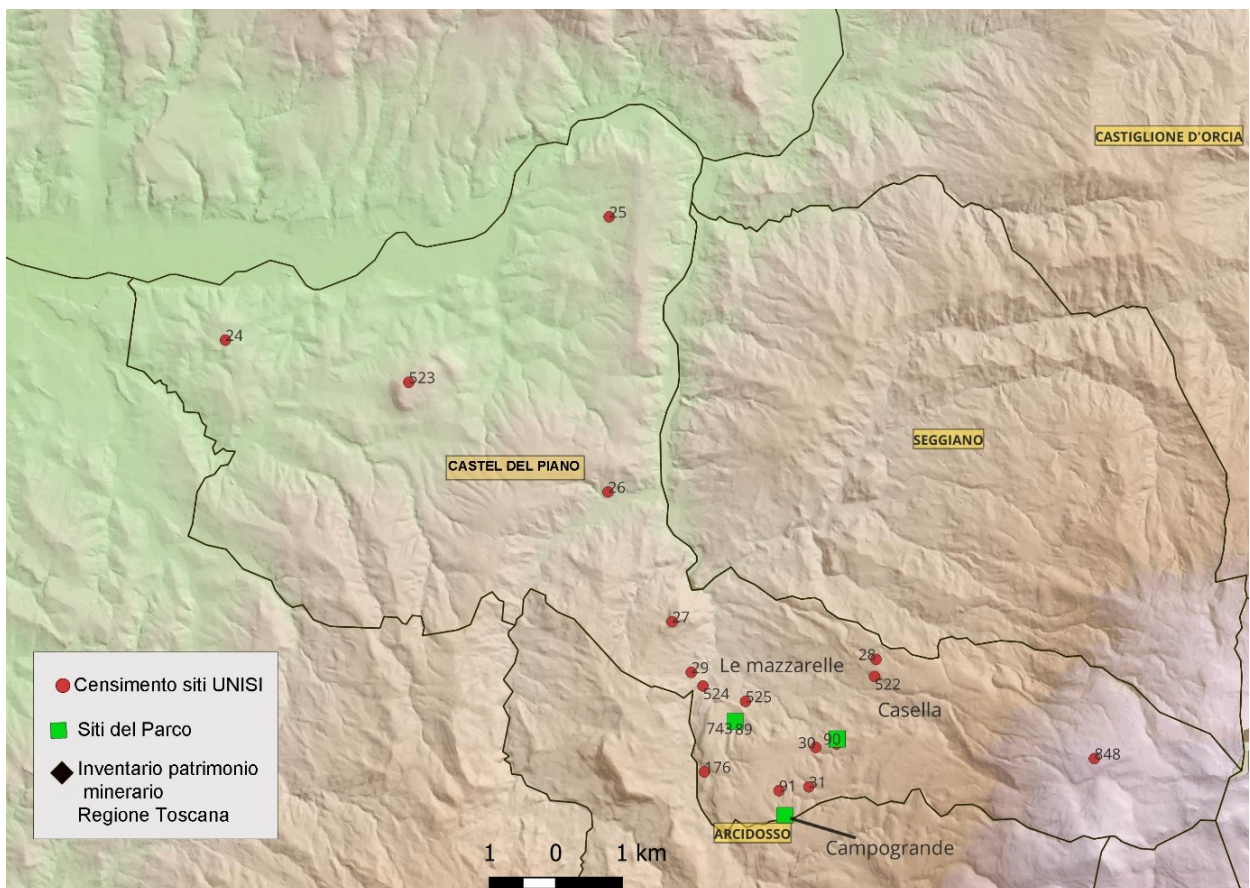 CASTIGLIONE D'ORCIA
25
24
523
SEGGIANO
CASTEL DEL PIANO
26
27
28
Le mazzarelle
29
524
522
525
Casella
743 89
90
30
848
176
91
31
ARCIDOSSO
Campogrande
Censimento siti UNISI
Siti del Parco
Inventario patrimonio
minerario
Regione Toscana
1 0 1 km